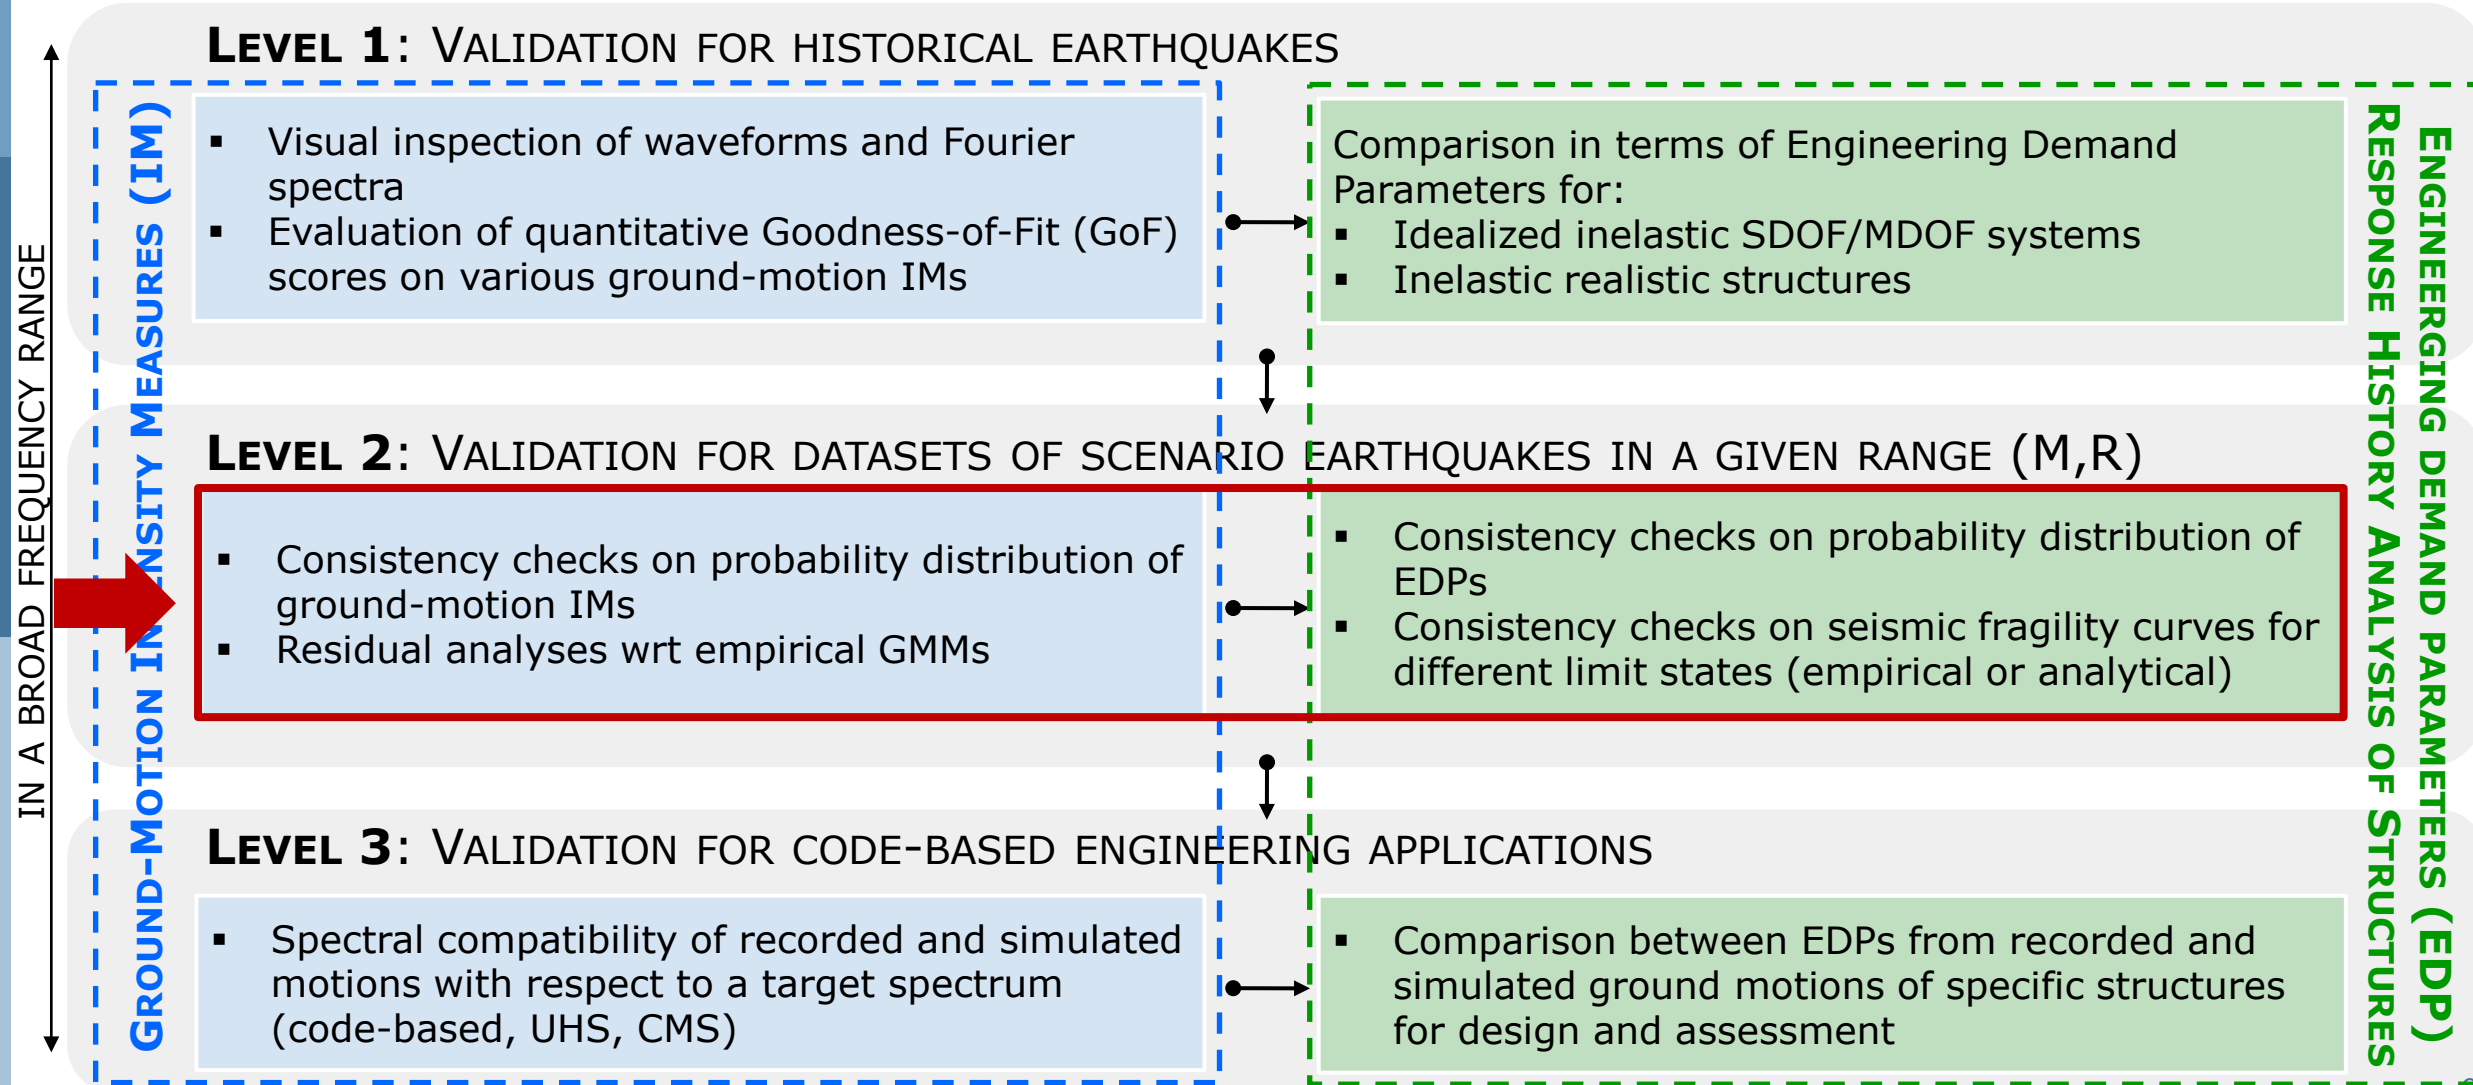 LEVEL 1: VALIDATION FOR HISTORICAL EARTHQUAKES
IN A BROAD FREQUENCY RANGE
GROUND-MOTION INTENSITY MEASURES (IM)
▪ Visual inspection of waveforms and Fourier
spectra
▪ Evaluation of quantitative Goodness-of-Fit (GoF)
scores on various ground-motion IMs
Comparison in terms of Engineering Demand
Parameters for:
▪ Idealized inelastic SDOF/MDOF systems
▪ Inelastic realistic structures
ENGINEERGING DEMAND PARAMETERS (EDP)
RESPONSE HISTORY ANALYSIS OF STRUCTURES
LEVEL 2: VALIDATION FOR DATASETS OF SCENARIO EARTHQUAKES IN A GIVEN RANGE (M,R)
▪ Consistency checks on probability distribution of
ground-motion IMs
▪ Residual analyses wrt empirical GMMs
▪ Consistency checks on probability distribution of
EDPs
▪ Consistency checks on seismic fragility curves for
different limit states (empirical or analytical)
LEVEL 3: VALIDATION FOR CODE-BASED ENGINEERING APPLICATIONS
▪ Spectral compatibility of recorded and simulated
motions with respect to a target spectrum
(code-based, UHS, CMS)
▪ Comparison between EDPs from recorded and
simulated ground motions of specific structures
for design and assessment